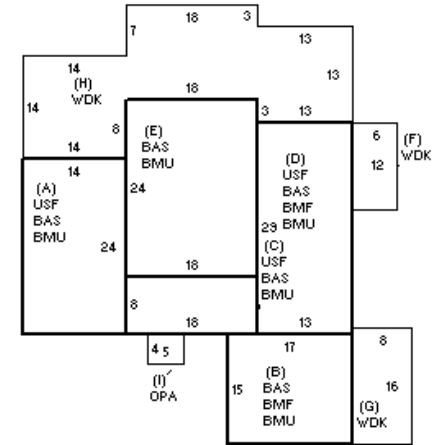 18 3
7 13
14
(H)
WDK
13
14
18
8
3 13
14
14
(E)
BAS
BMU
6
(F)
WDK
12
(D)
USF
BAS
BMF
BMU
(A)
USF
BAS
BMU
24
29
(C)
USF
BAS
BMU
24
18
8
18
13
4 5
(I)
OPA
17
8
15
(B)
BAS
BMF
BMU
16
(G)
WDK